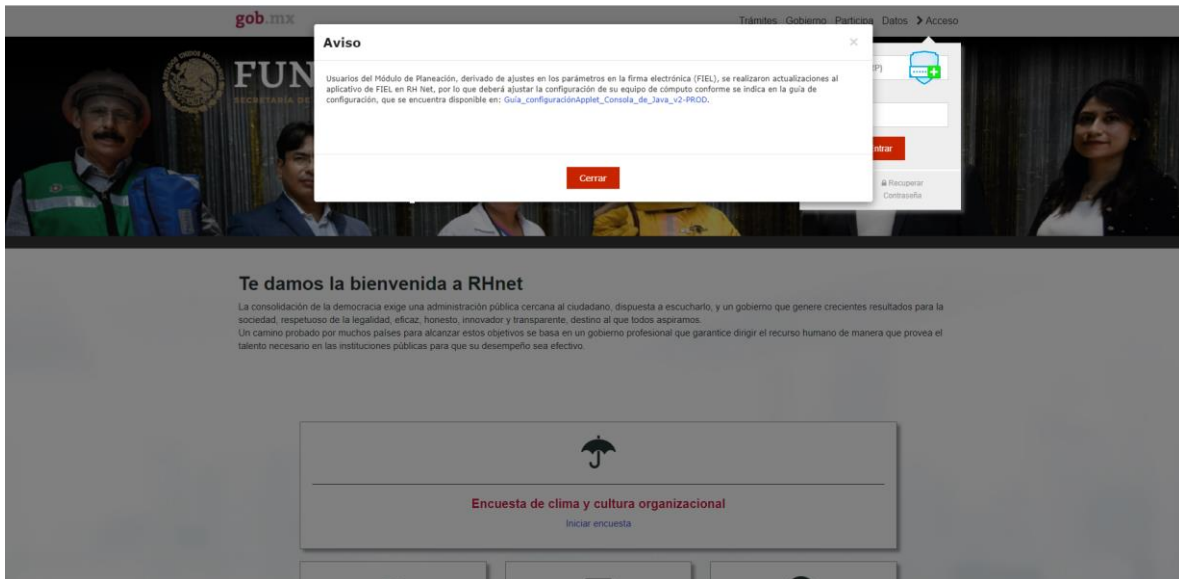 gob.mx
Trámites Gobierno Participa Datos Acceso
Aviso
×
Usuarios del Módulo de Planeación, derivado de ajustes en los parámetros en la firma electrónica (FIEL), se realizaron actualizaciones al
aplicativo de FIEL en RH Net, por lo que deberá ajustar la configuración de su equipo de cómputo conforme se indica en la guía de
configuración, que se encuentra disponible en: Guía_configuraciónApplet_Consola_de_Java_v2-PROD.
Cerrar
FUN
SECRETARÍA DE
ntrar
Recuperar
Contraseña
Te damos la bienvenida a RHnet
La consolidación de la democracia exige una administración pública cercana al ciudadano, dispuesta a escucharlo, y un gobierno que genere crecientes resultados para la
sociedad, respetuoso de la legalidad, eficaz, honesto, innovador y transparente, destino al que todos aspiramos.
Un camino probado por muchos países para alcanzar estos objetivos se basa en un gobierno profesional que garantice dirigir el recurso humano de manera que provea el
talento necesario en las instituciones públicas para que su desempeño sea efectivo.
Encuesta de clima y cultura organizacional
Iniciar encuesta